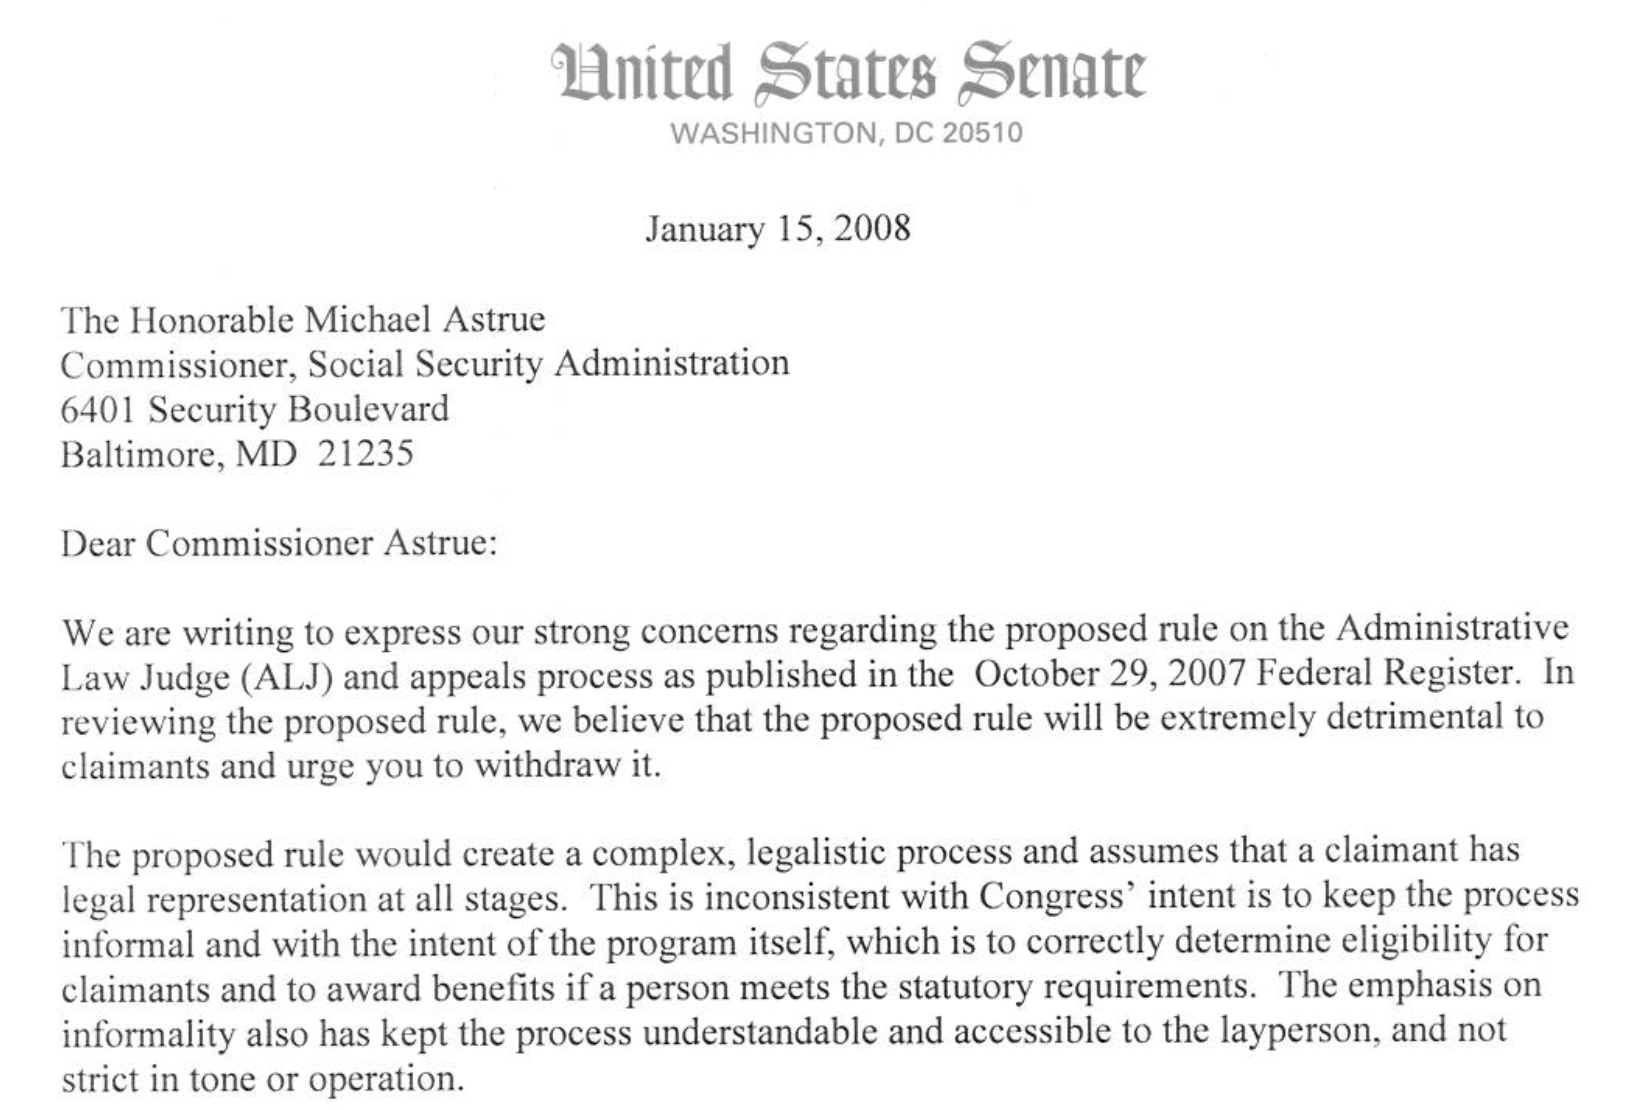 United States Senate
WASHINGTON, DC 20510
January 15, 2008
The Honorable Michael Astrue
Commissioner, Social Security Administration
6401 Security Boulevard
Baltimore, MD  21235
Dear Commissioner Astrue:
We are writing to express our strong concerns regarding the proposed rule on the Administrative
Law Judge (ALJ) and appeals process as published in the  October 29, 2007 Federal Register.  In
reviewing the proposed rule, we believe that the proposed rule will be extremely detrimental to
claimants and urge you to withdraw it.
The proposed rule would create a complex, legalistic process and assumes that a claimant has
legal representation at all stages.  This is inconsistent with Congress’ intent is to keep the process
informal and with the intent of the program itself, which is to correctly determine eligibility for
claimants and to award benefits if a person meets the statutory requirements.  The emphasis on
informality also has kept the process understandable and accessible to the layperson, and not
strict in tone or operation.